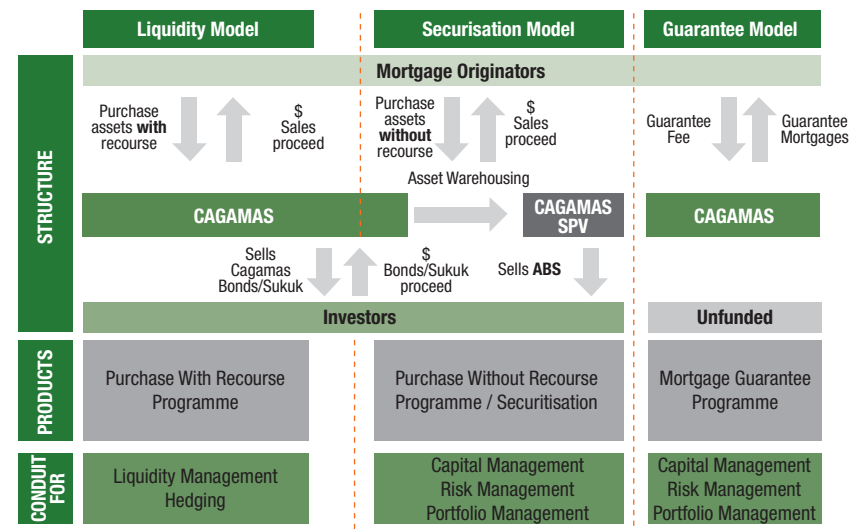 Liquidity Model
Securisation Model
Guarantee Model
STRUCTURE
Mortgage Originators
Purchase
assets with
recourse
$
Sales
proceed
Purchase
assets
without
recourse
$
Sales
proceed
Guarantee
Fee
Guarantee
Mortgages
Asset Warehousing
CAGAMAS
CAGAMAS
SPV
CAGAMAS
Sells
Cagamas
Bonds/Sukuk
$
Bonds/Sukuk
proceed
Sells ABS
Investors
Unfunded
PRODUCTS
Purchase With Recourse
Programme
Purchase Without Recourse
Programme / Securitisation
Mortgage Guarantee
Programme
CONDUIT
FOR
Liquidity Management
Hedging
Capital Management
Risk Management
Portfolio Management
Capital Management
Risk Management
Portfolio Management